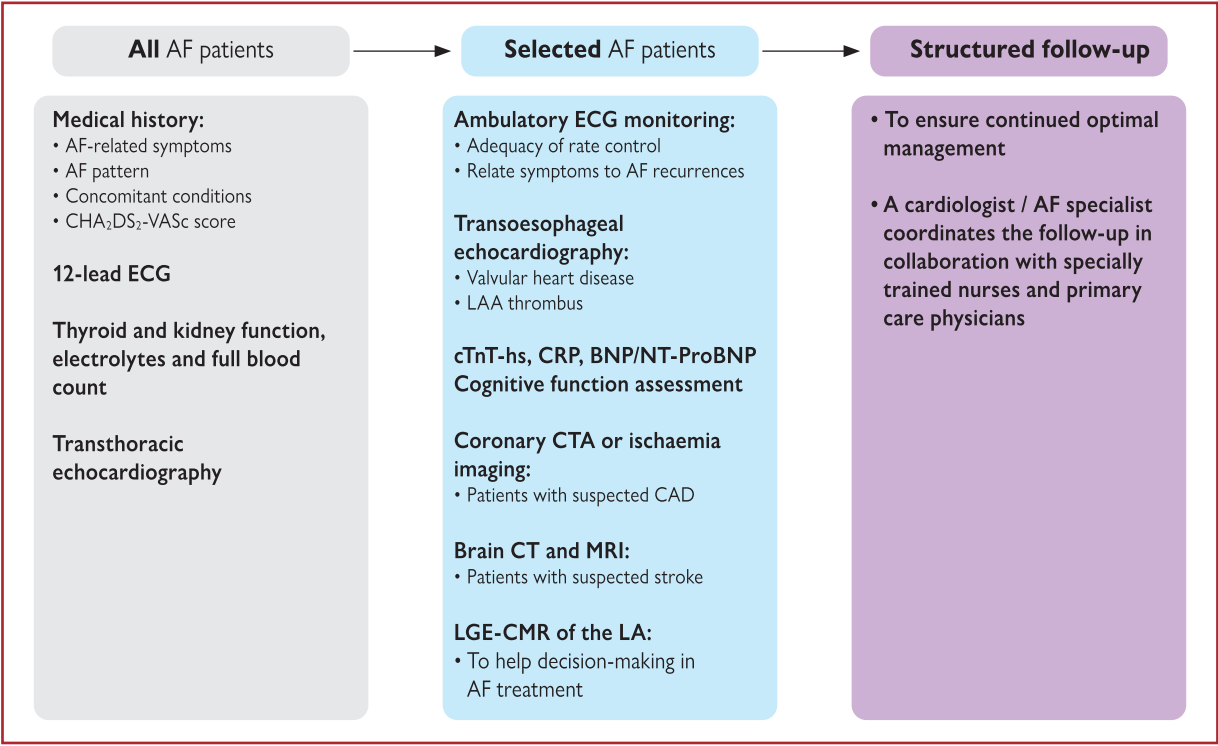 All AF patients
Selected AF patients
Structured follow-up
Medical history:
• AF-related symptoms
• AF pattern
• Concomitant conditions
• CHA₂DS₂-VASc score
12-lead ECG
Thyroid and kidney function,
electrolytes and full blood
count
Transthoracic
echocardiography
Ambulatory ECG monitoring:
• Adequacy of rate control
• Relate symptoms to AF recurrences
Transoesophageal
echocardiography:
• Valvular heart disease
• LAA thrombus
cTnT-hs, CRP, BNP/NT-ProBNP
Cognitive function assessment
Coronary CTA or ischaemia
imaging:
• Patients with suspected CAD
Brain CT and MRI:
• Patients with suspected stroke
LGE-CMR of the LA:
• To help decision-making in
AF treatment
• To ensure continued optimal
management
• A cardiologist / AF specialist
coordinates the follow-up in
collaboration with specially
trained nurses and primary
care physicians